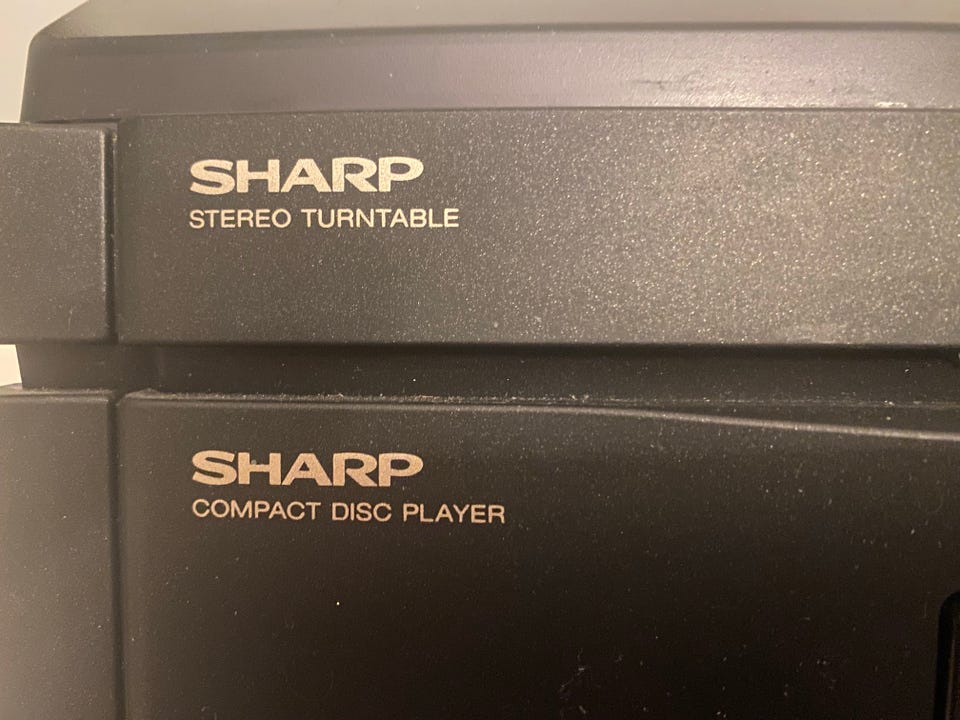 SHARP
STEREO TURNTABLE
SHARP
COMPACT DISC PLAYER